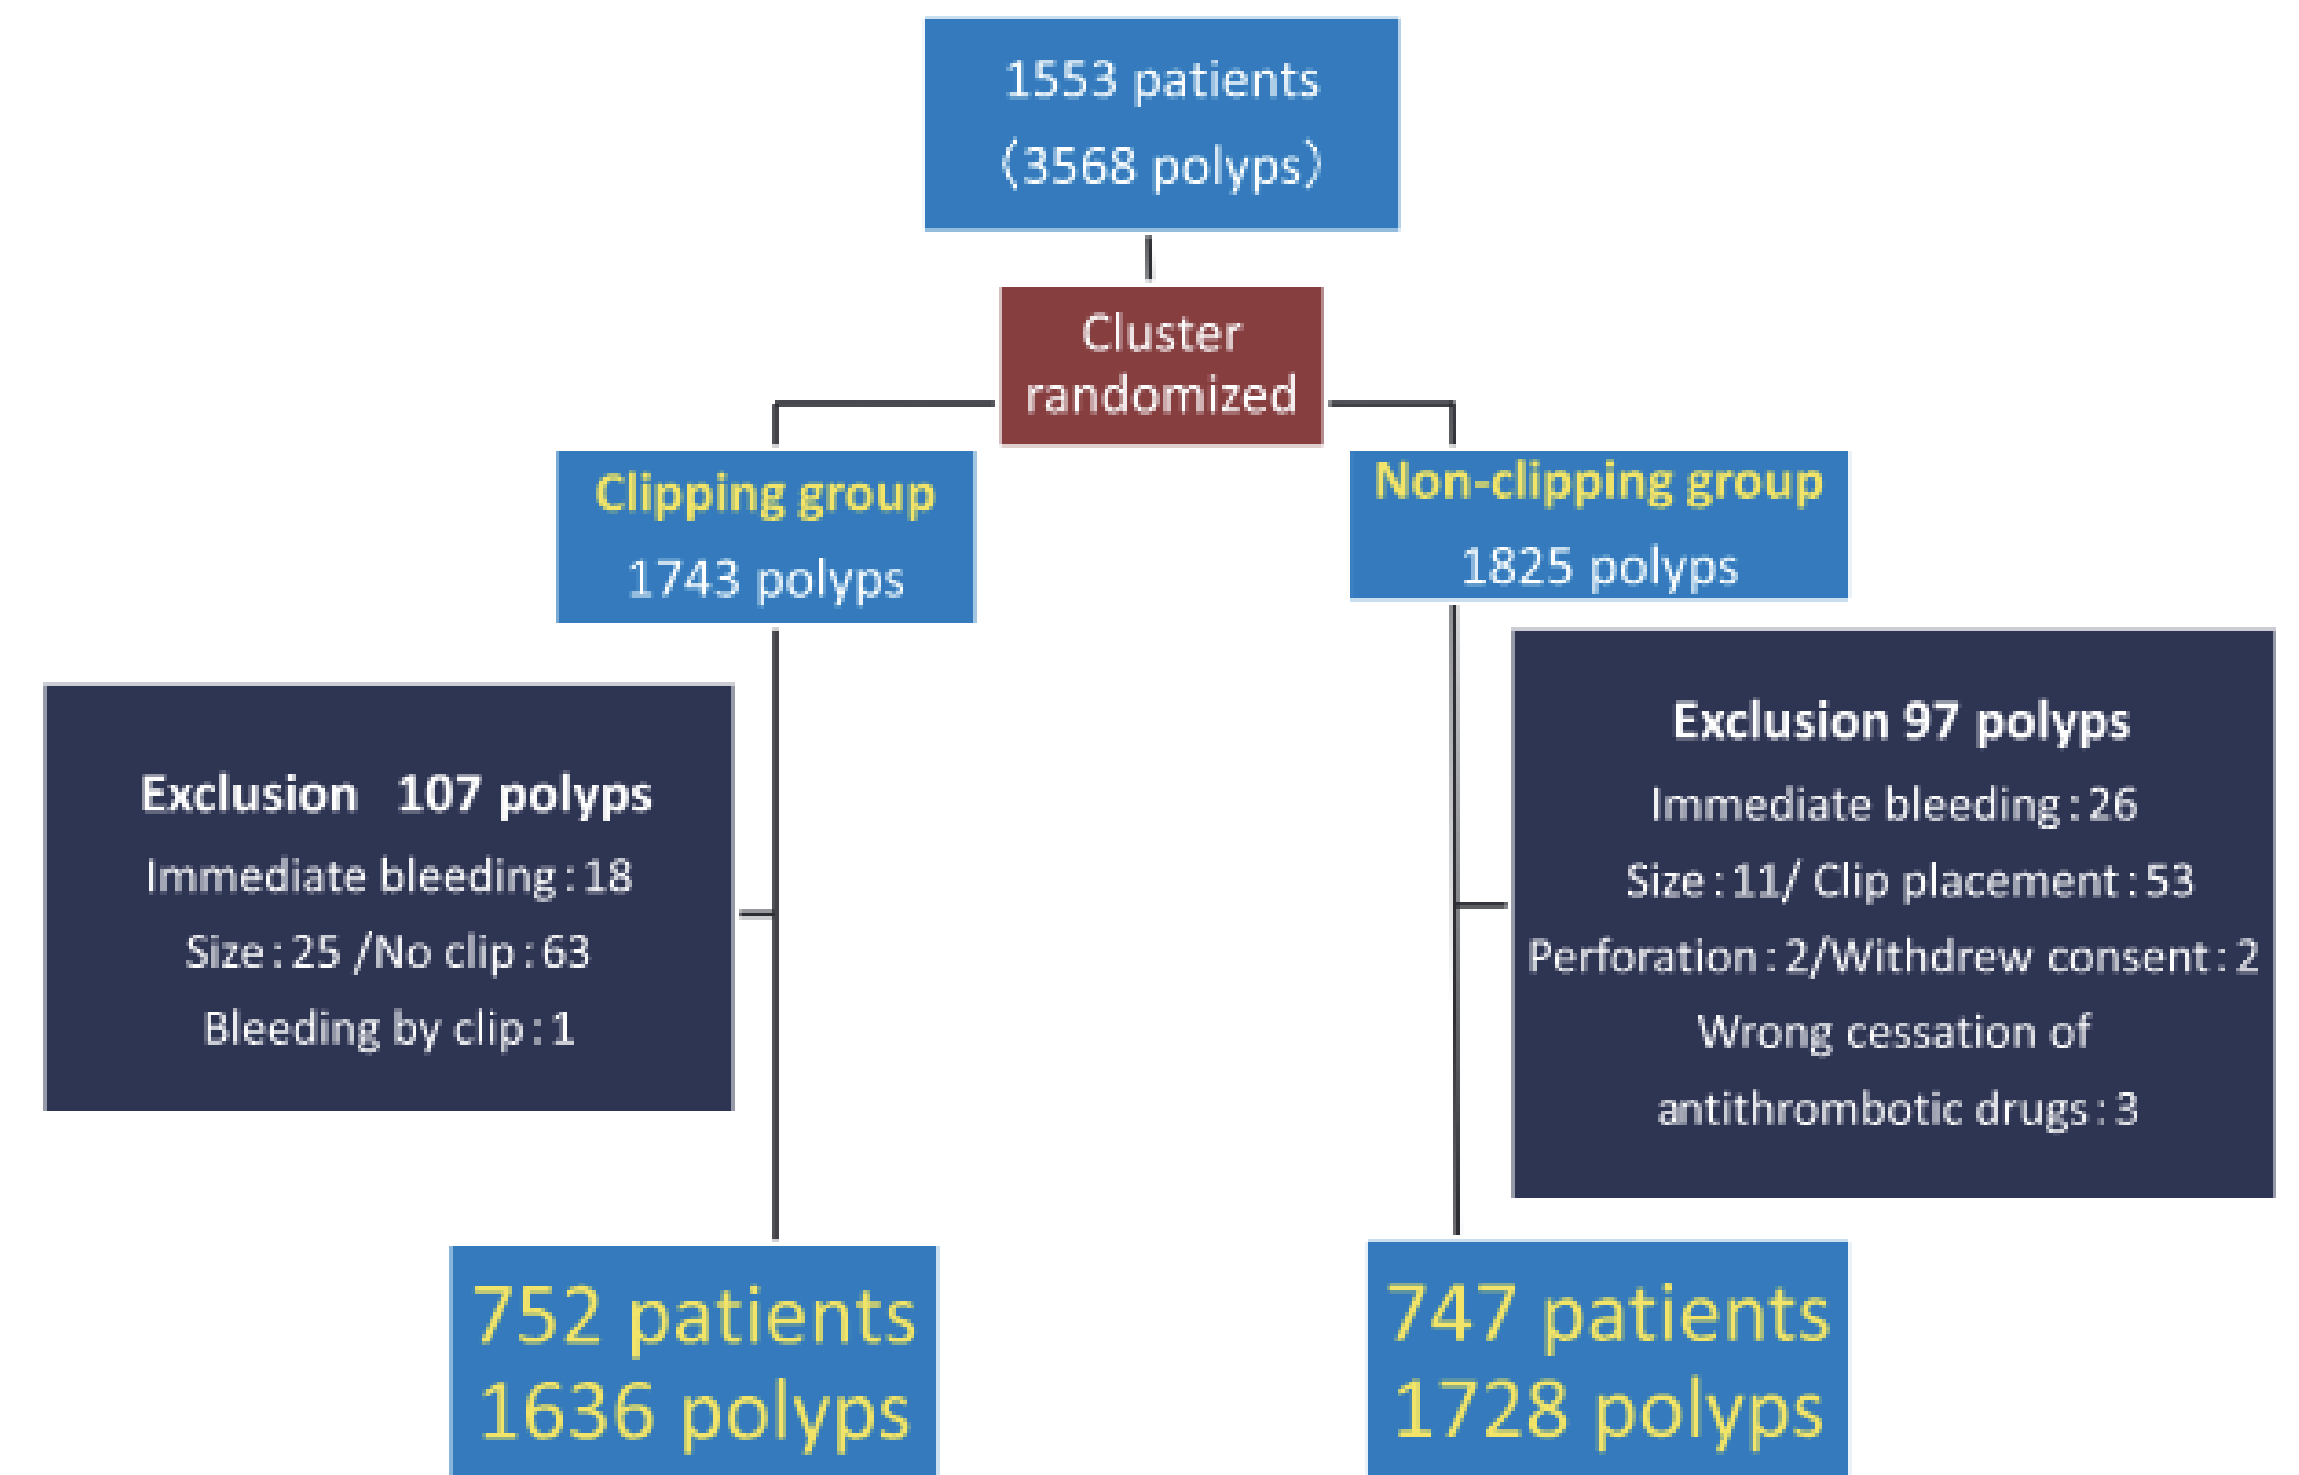 1553 patients
（3568 polyps）
Cluster
randomized
Clipping group
1743 polyps
Non-clipping group
1825 polyps
Exclusion   107 polyps
Immediate bleeding：18
Size：25 /No clip：63
Bleeding by clip：1
Exclusion 97 polyps
Immediate bleeding：26
Size：11/ Clip placement：53
Perforation：2/Withdrew consent：2
Wrong cessation of
antithrombotic drugs：3
752 patients
1636 polyps
747 patients
1728 polyps